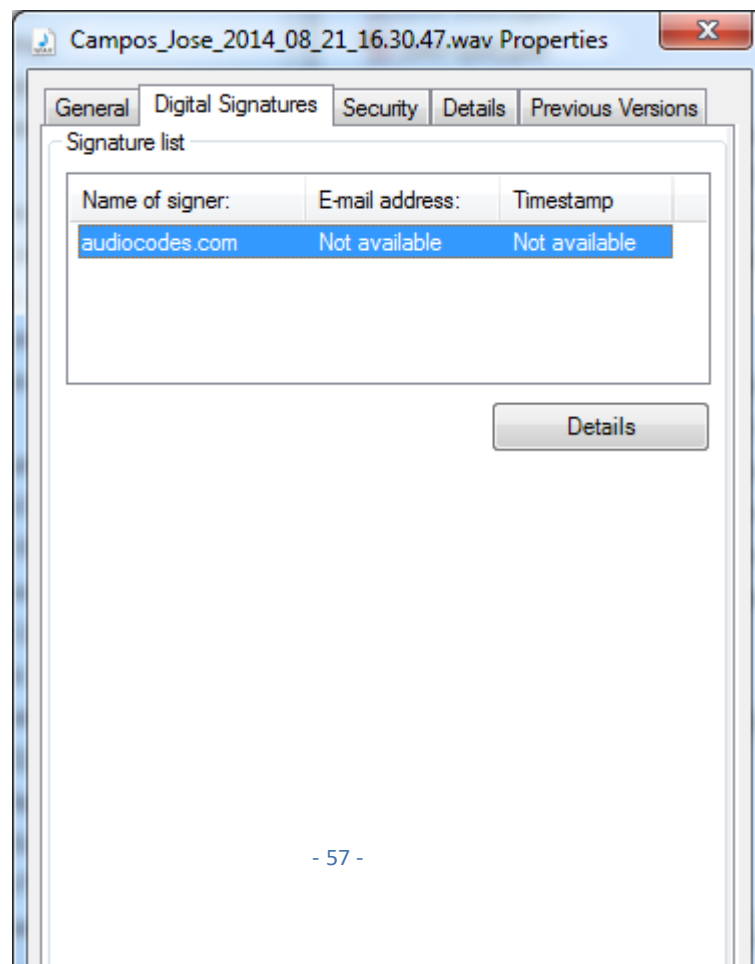 Campos_Jose_2014_08_21_16.30.47.wav Properties
General Digital Signatures Security Details Previous Versions
Signature list
Name of signer: E-mail address: Timestamp
audiocodes.com Not available Not available
Details
- 57 -